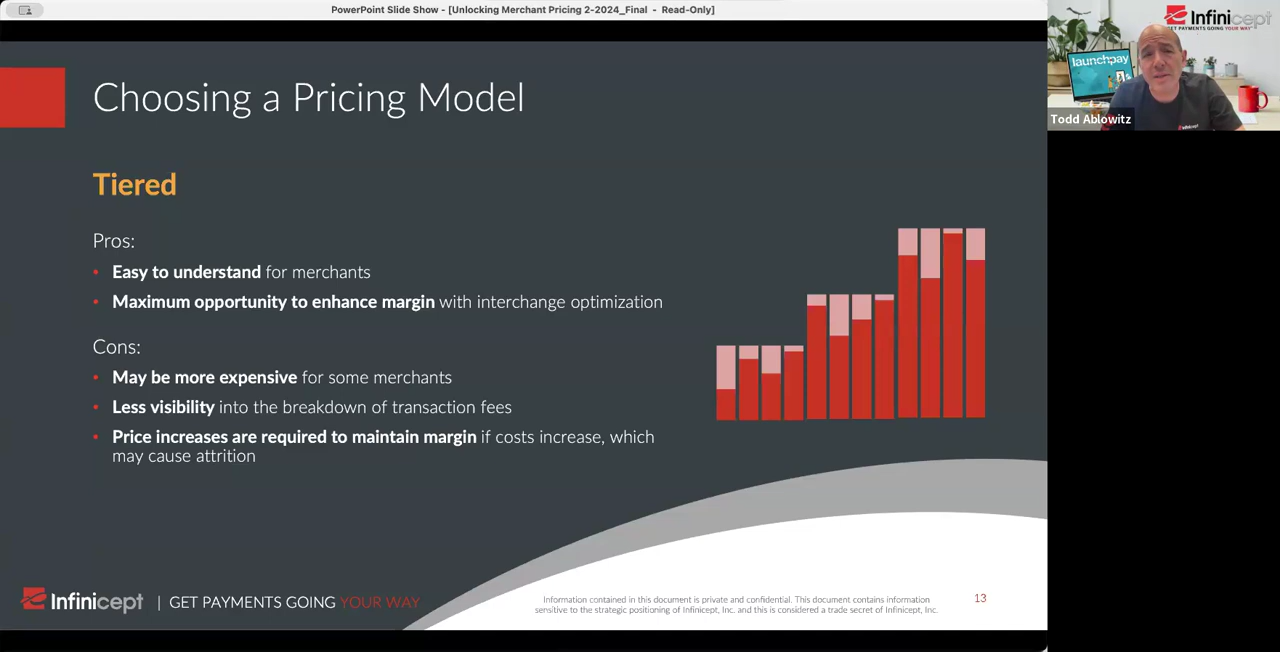 PowerPoint Slide Show - [Unlocking Merchant Pricing 2-2024_Final - Read-Only]
Infinicept
GET PAYMENTS GOING YOUR WAY
launchpay
Todd Ablowitz
Choosing a Pricing Model
Tiered
Pros:
• Easy to understand for merchants
• Maximum opportunity to enhance margin with interchange optimization
Cons:
• May be more expensive for some merchants
• Less visibility into the breakdown of transaction fees
• Price increases are required to maintain margin if costs increase, which
may cause attrition
Infinicept | GET PAYMENTS GOING YOUR WAY
Information contained in this document is private and confidential. This document contains information
sensitive to the strategic positioning of Infinicept, Inc. and this is considered a trade secret of Infinicept, Inc.
13